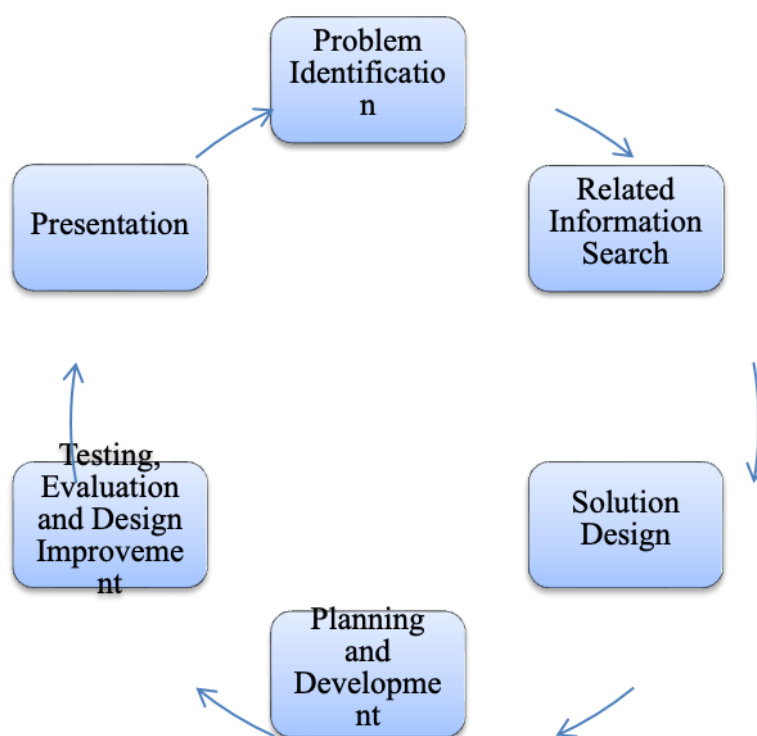 Problem
Identificatio
n
Related
Information
Search
Solution
Design
Planning
and
Developme
nt
Testing,
Evaluation
and Design
Improveme
nt
Presentation